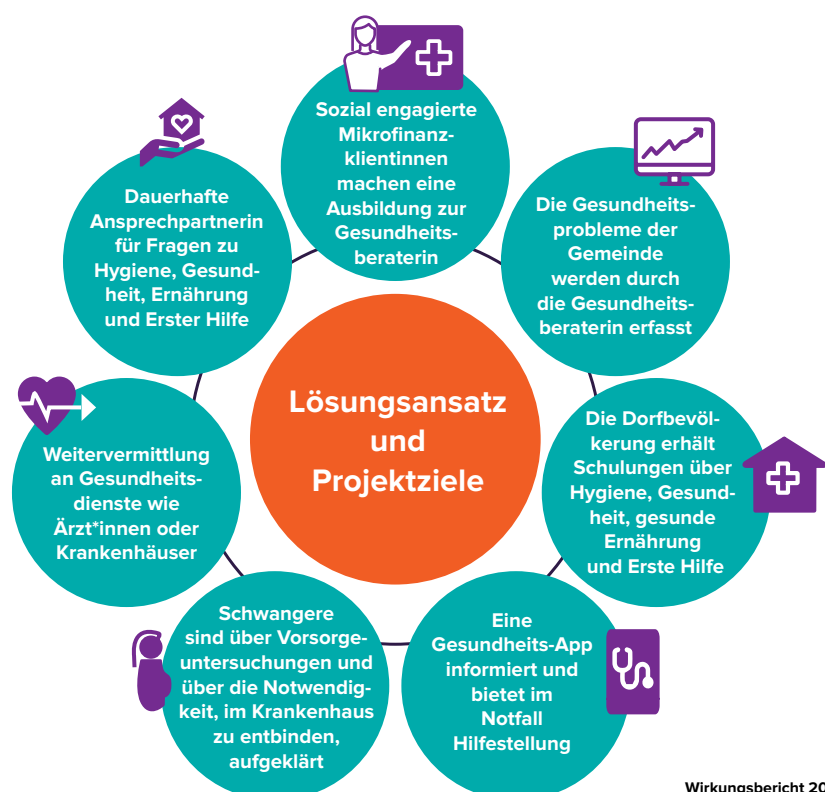 Sozial engagierte
Mikrofinanz-
klientinnen
machen eine
Ausbildung zur
Gesundheits-
beraterin
Die Gesundheits-
probleme der
Gemeinde
werden durch
die Gesundheits-
beraterin erfasst
Die Dorfbevöl-
kerung erhält
Schulungen über
Hygiene, Gesund-
heit, gesunde
Ernährung
und Erste Hilfe
Eine
Gesundheits-App
informiert und
bietet im
Notfall
Hilfestellung
Schwangere
sind über Vorsorge-
untersuchungen und
über die Notwendig-
keit, im Krankenhaus
zu entbinden,
aufgeklärt
Weitervermittlung
an Gesundheits-
dienste wie
Ärzt*innen oder
Krankenhäuser
Dauerhafte
Ansprechpartnerin
für Fragen zu
Hygiene, Gesund-
heit, Ernährung
und Erster Hilfe
Lösungsansatz
und
Projektziele
Wirkungsbericht 20